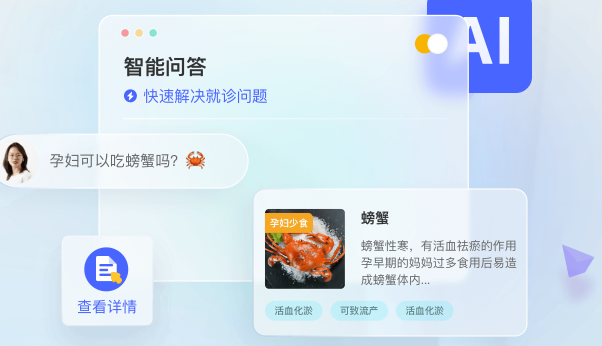 AI
智能问答
快速解决就诊问题
孕妇可以吃螃蟹吗？
孕妇少食
螃蟹
螃蟹性寒，有活血祛瘀的作用
孕早期的妈妈过多食用后易造
成螃蟹体内...
活血化淤
可致流产
活血化淤
查看详情